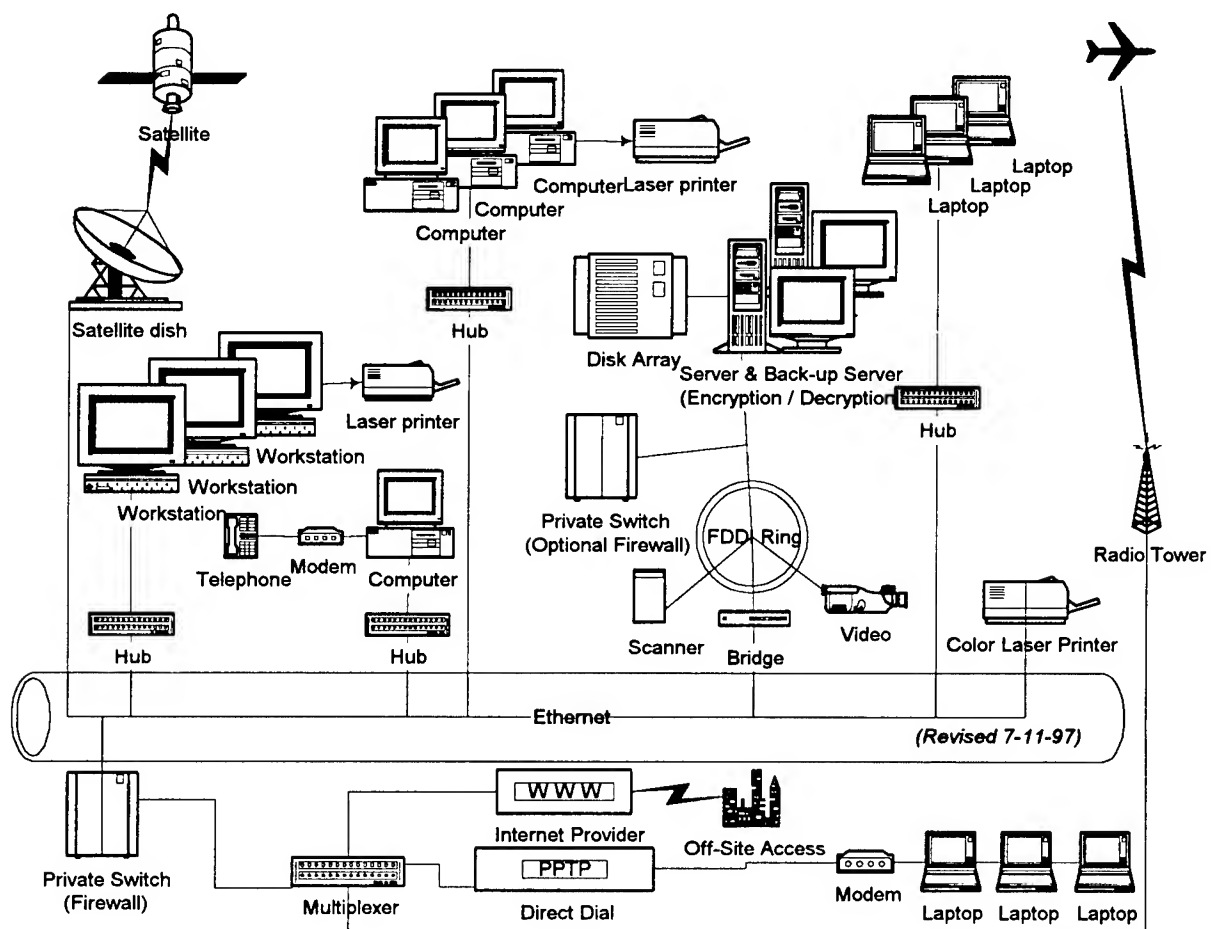 Satellite
Computer
Laser printer
Computer
Computer
Laptop
Laptop
Laptop
Satellite dish
Hub
Disk Array
Server & Back-up Server
(Encryption / Decryption
Hub
Laser printer
Workstation
Workstation
Workstation
Private Switch
(Optional Firewall)
FDDI Ring
Radio Tower
Telephone
Modem
Computer
Scanner
Bridge
Video
Color Laser Printer
Hub
Hub
Ethernet
(Revised 7-11-97)
WWW
Internet Provider
Off-Site Access
Private Switch
(Firewall)
Multiplexer
PPTP
Direct Dial
Modem
Laptop
Laptop
Laptop